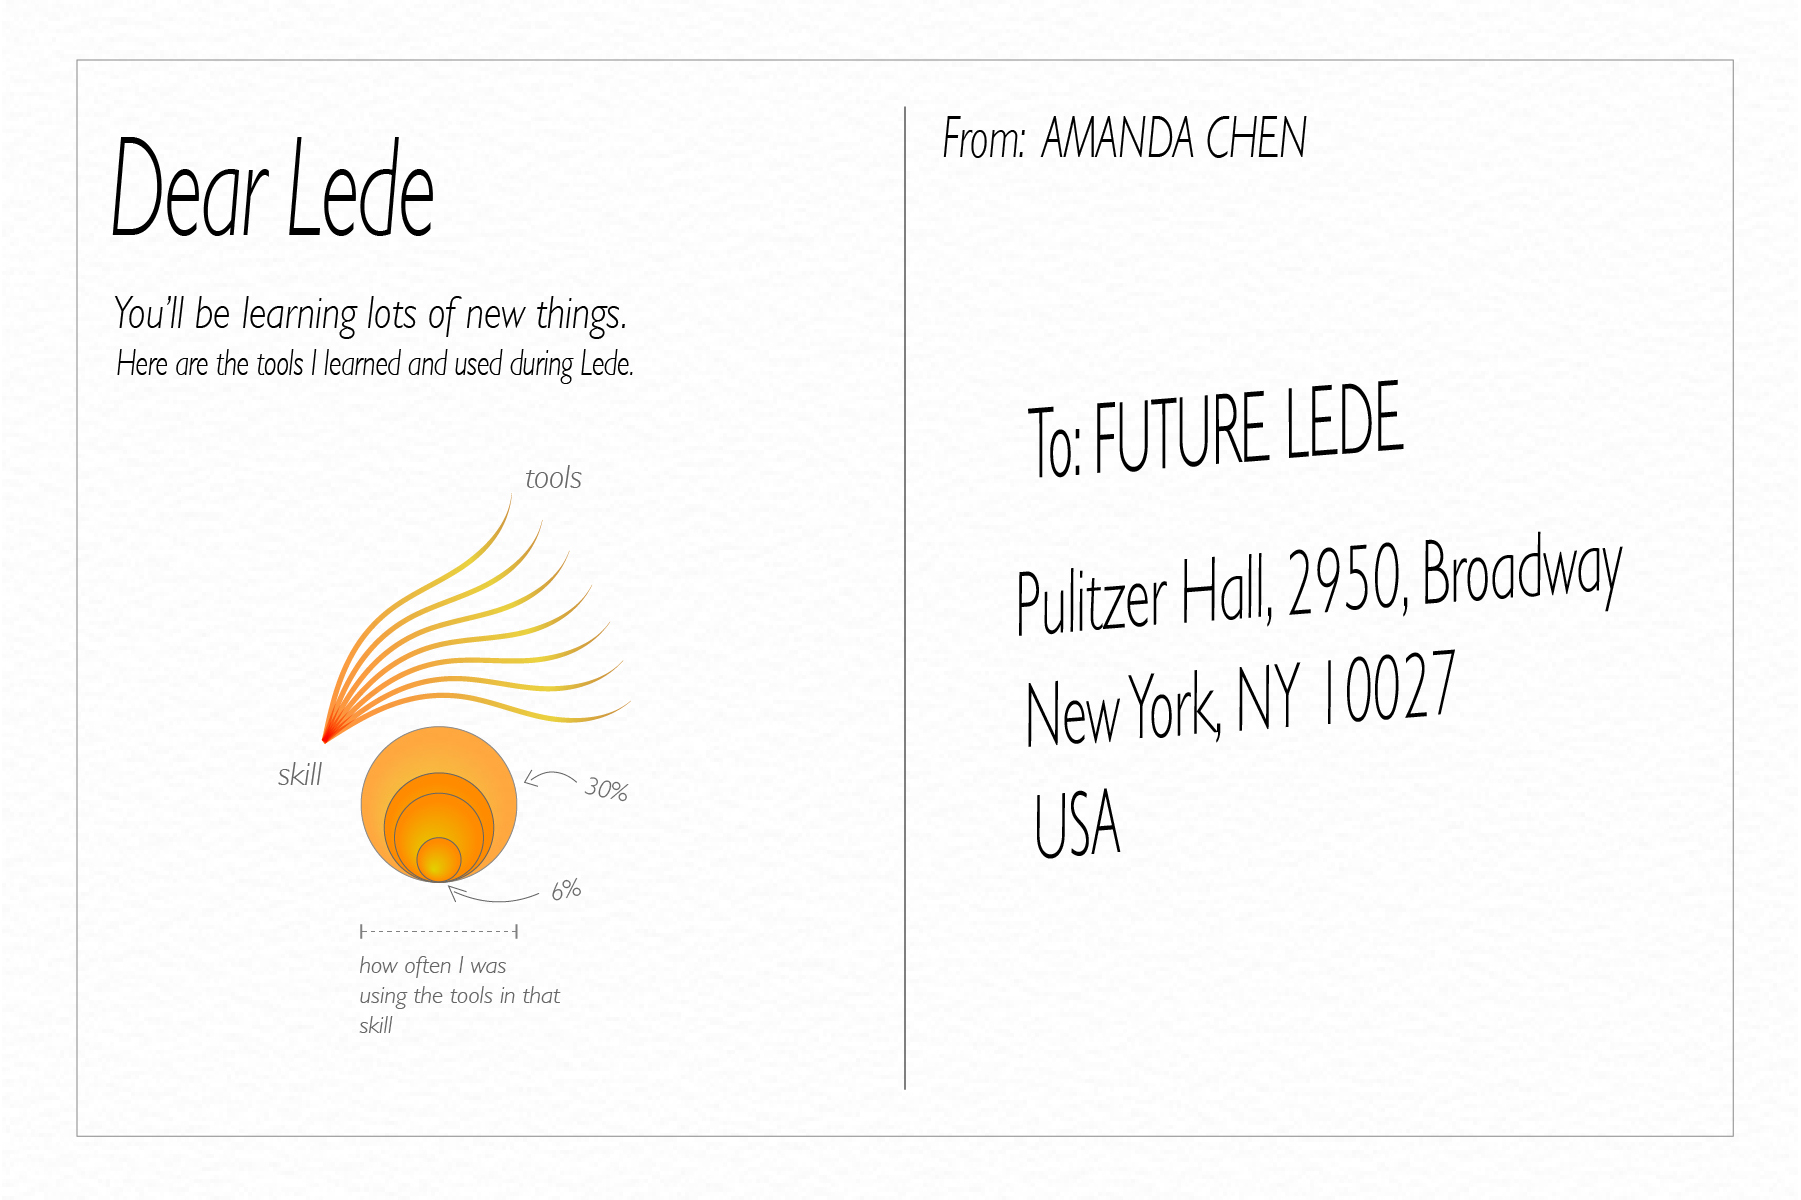 Dear Lede
You'll be learning lots of new things.
Here are the tools I learned and used during Lede.
tools
skill
30%
6%
how often I was
using the tools in that
skill
From: AMANDA CHEN
To: FUTURE LEDE
Pulitzer Hall, 2950, Broadway
New York, NY 10027
USA